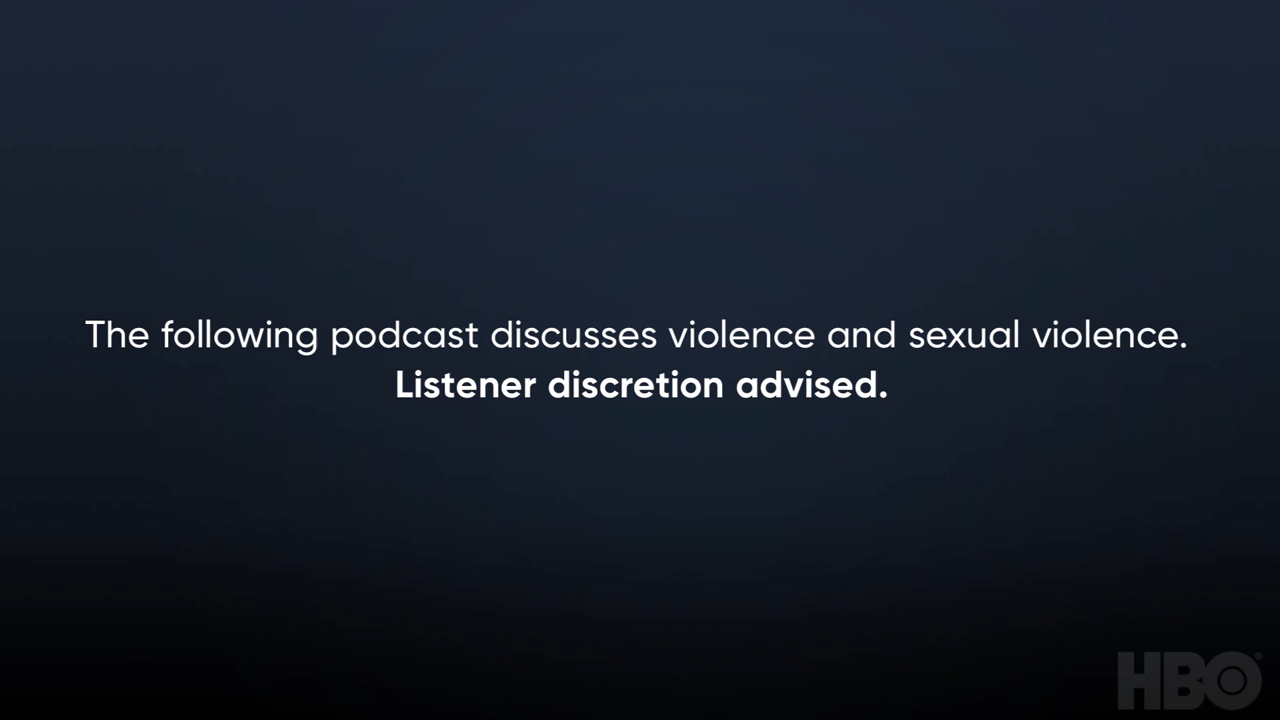 The following podcast discusses violence and sexual violence.
Listener discretion advised.
HBO